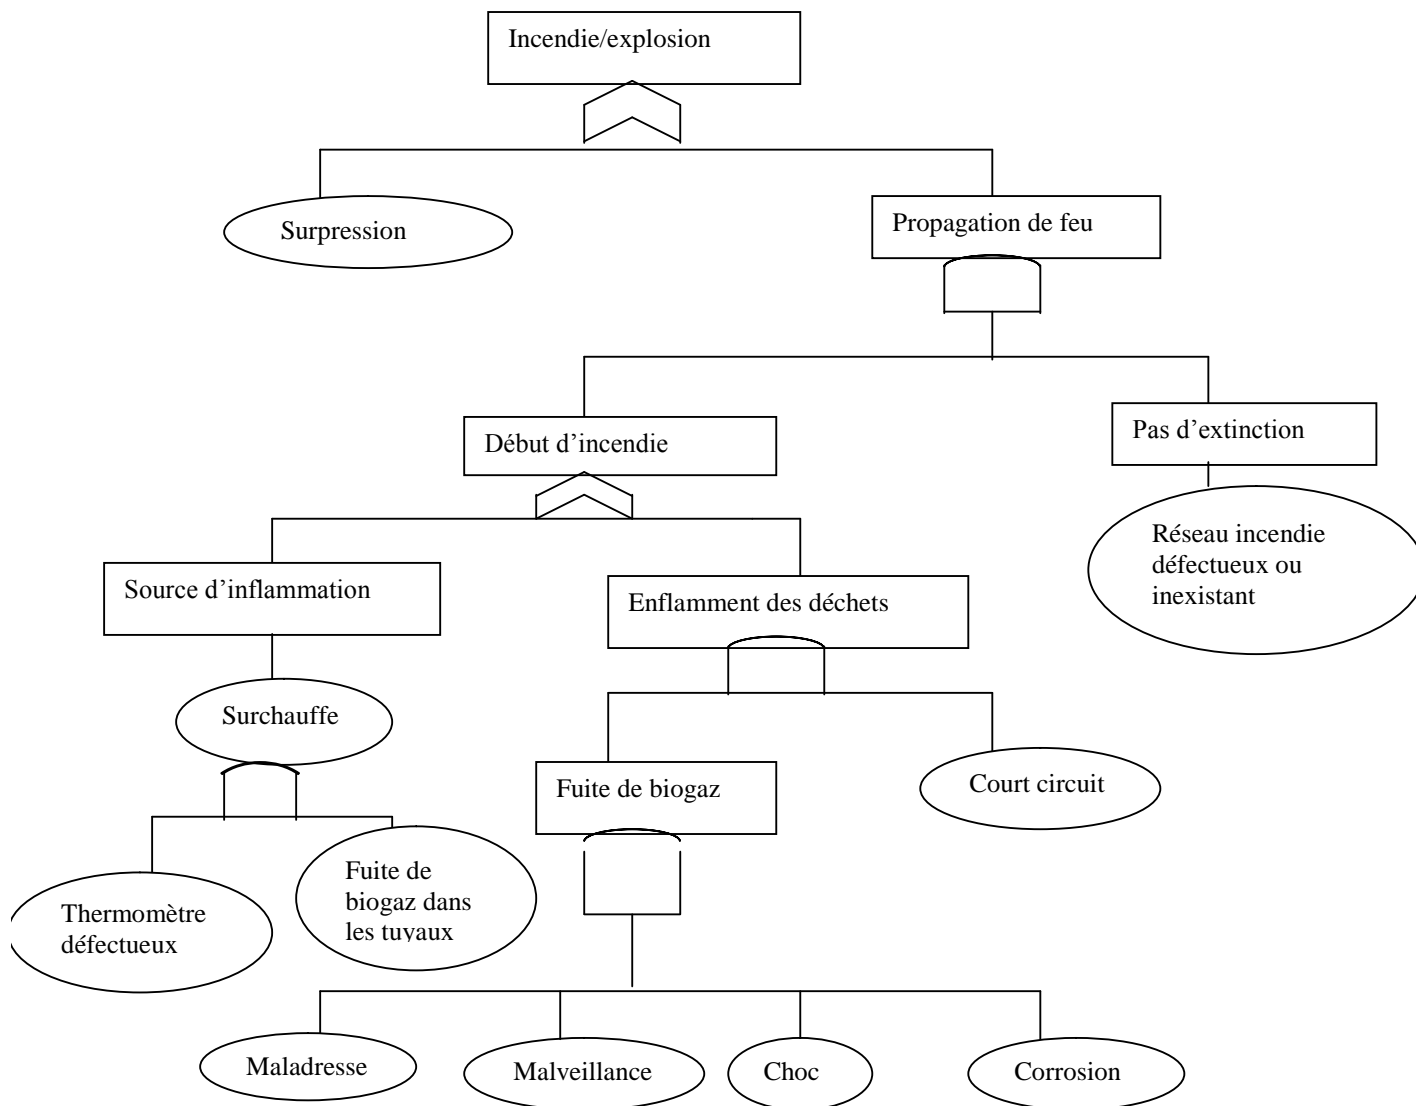 Incendie/explosion
Surpression
Propagation de feu
Début d’incendie
Pas d’extinction
Réseau incendie
défectueux ou
inexistant
Source d’inflammation
Enflamment des déchets
Surchauffe
Fuite de biogaz
Court circuit
Thermomètre
défectueux
Fuite de
biogaz dans
les tuyaux
Maladresse
Malveillance
Choc
Corrosion